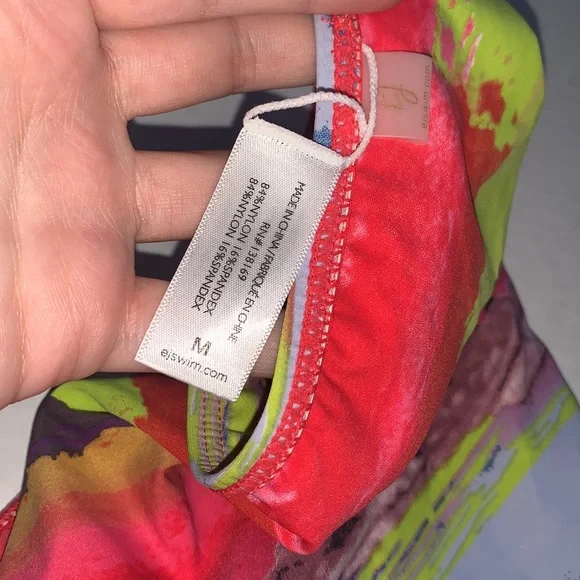 MADE IN CHINA/FABRIQUÉ EN CHINE
RN#138169
84%NYLON 16%SPANDEX
84%NYLON 16%SPANDEX
M
ejswim.com